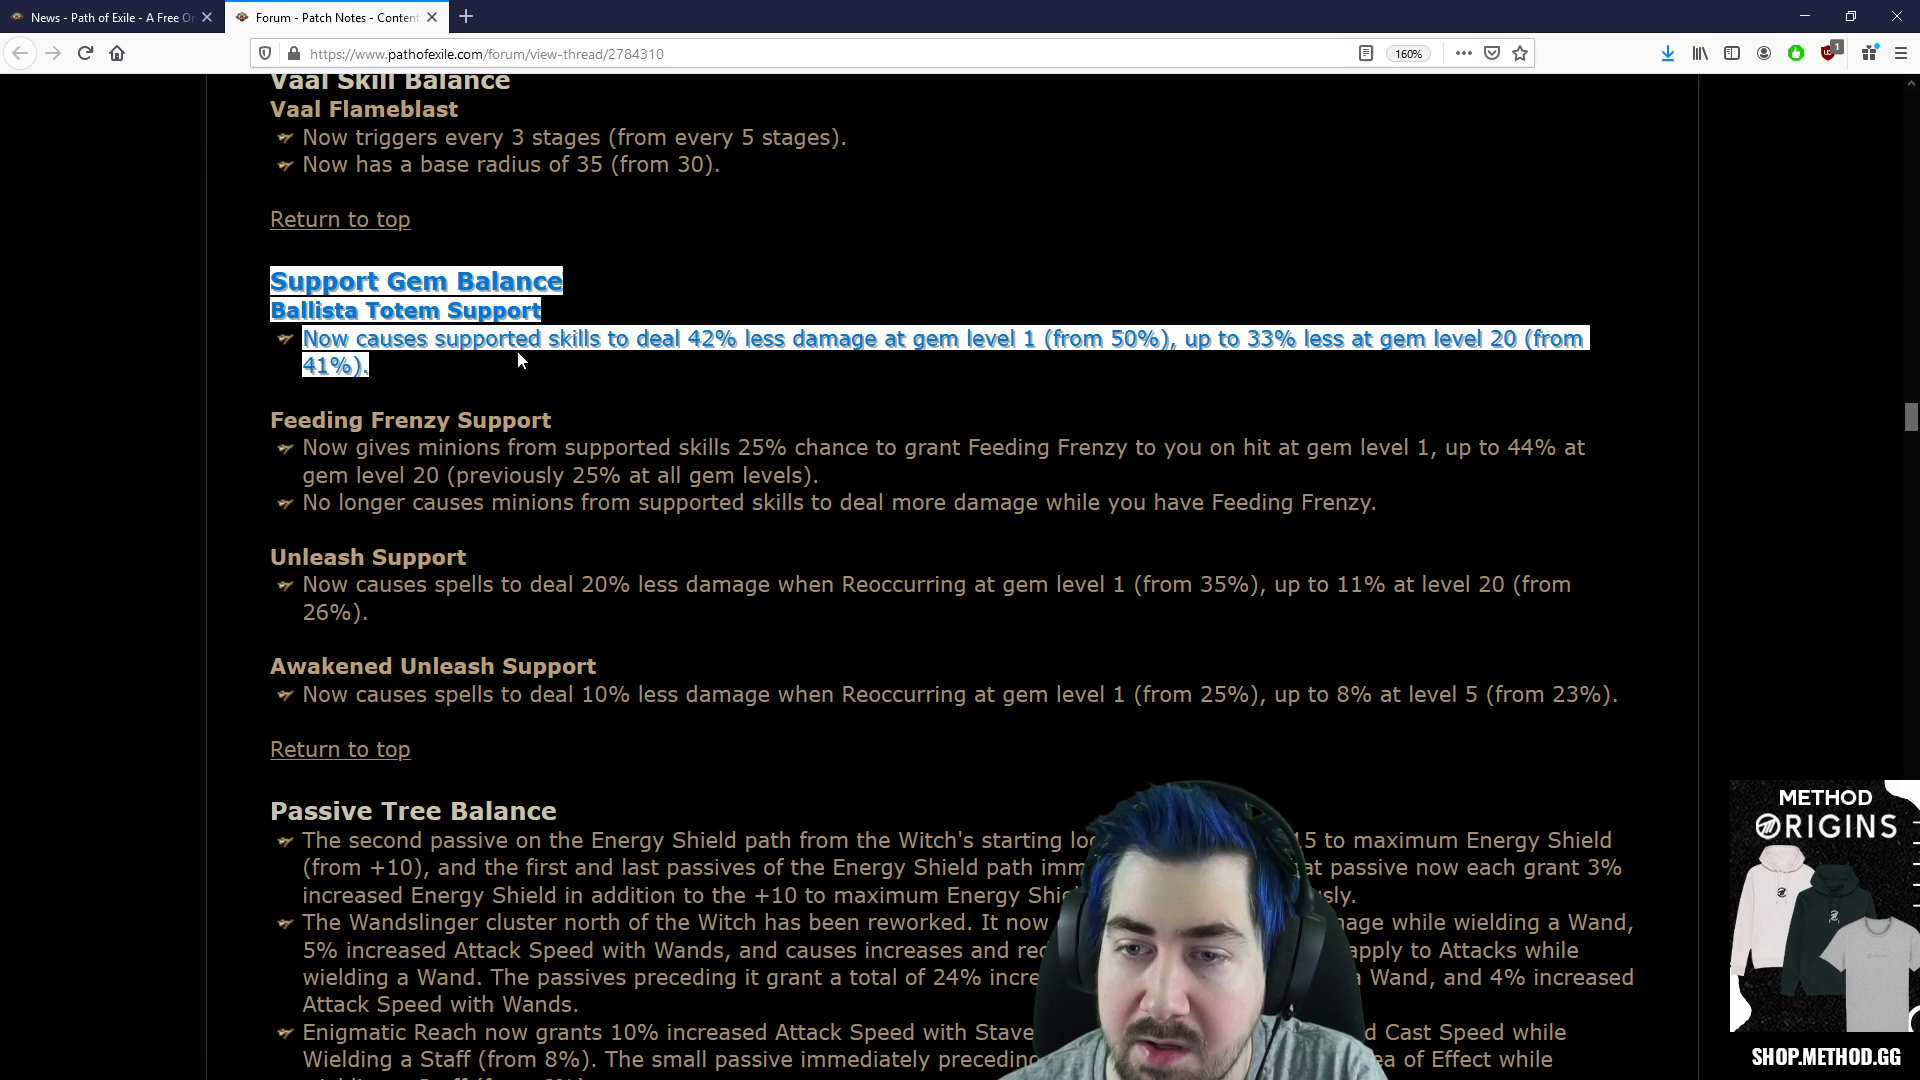 News - Path of Exile - A Free O
Forum - Patch Notes - Content
https://www.pathofexile.com/forum/view-thread/2784310
160%
1
Vaal Skill Balance
Vaal Flameblast
Now triggers every 3 stages (from every 5 stages).
Now has a base radius of 35 (from 30).
Return to top
Support Gem Balance
Ballista Totem Support
Now causes supported skills to deal 42% less damage at gem level 1 (from 50%), up to 33% less at gem level 20 (from
41%).
Feeding Frenzy Support
Now gives minions from supported skills 25% chance to grant Feeding Frenzy to you on hit at gem level 1, up to 44% at
gem level 20 (previously 25% at all gem levels).
No longer causes minions from supported skills to deal more damage while you have Feeding Frenzy.
Unleash Support
Now causes spells to deal 20% less damage when Reoccurring at gem level 1 (from 35%), up to 11% at level 20 (from
26%).
Awakened Unleash Support
Now causes spells to deal 10% less damage when Reoccurring at gem level 1 (from 25%), up to 8% at level 5 (from 23%).
Return to top
Passive Tree Balance
The second passive on the Energy Shield path from the Witch's starting lo 15 to maximum Energy Shield
(from +10), and the first and last passives of the Energy Shield path imm at passive now each grant 3%
increased Energy Shield in addition to the +10 to maximum Energy Shie sly.
The Wandslinger cluster north of the Witch has been reworked. It now mage while wielding a Wand,
5% increased Attack Speed with Wands, and causes increases and red apply to Attacks while
wielding a Wand. The passives preceding it grant a total of 24% incre a Wand, and 4% increased
Attack Speed with Wands.
Enigmatic Reach now grants 10% increased Attack Speed with Stave d Cast Speed while
Wielding a Staff (from 8%). The small passive immediately preceding ea of Effect while
METHOD
ORIGINS
SHOP.METHOD.GG